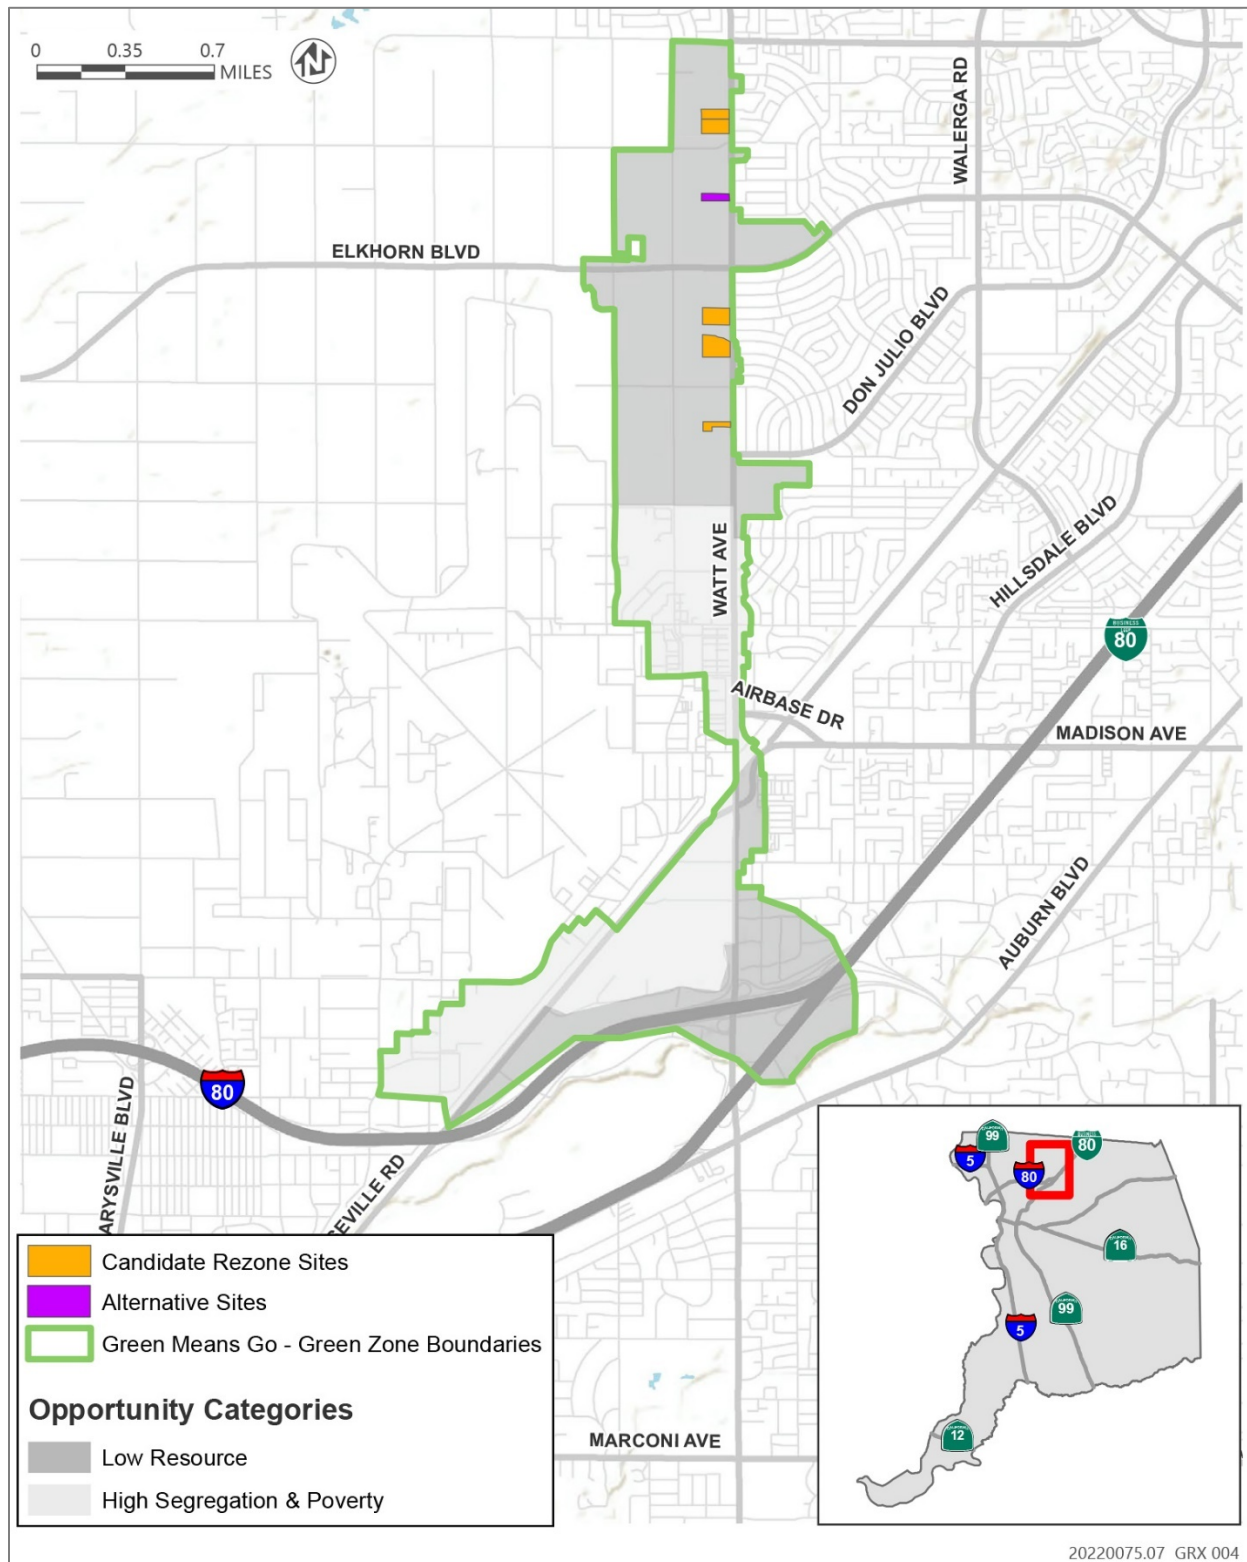 0 0.35 0.7
MILES
N
WALERGA RD
ELKHORN BLVD
DON JULIO BLVD
HILLSDALE BLVD
WATT AVE
BUSINESS
LOOP
80
AIRBASE DR
MADISON AVE
AUBURN BLVD
80
ARYSVILLE BLVD
SEVILLE RD
Candidate Rezone Sites
Alternative Sites
Green Means Go - Green Zone Boundaries
Opportunity Categories
Low Resource
High Segregation & Poverty
MARCONI AVE
99
5
80
80
16
99
5
12
20220075.07 GRX 004